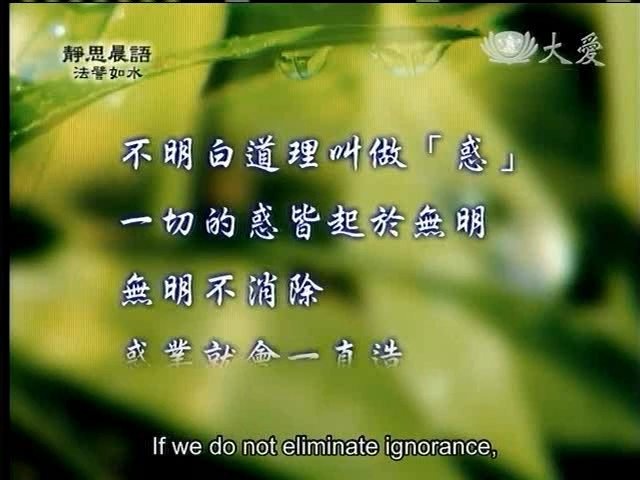 靜思晨語
法譬如水
大愛
不明白道理叫做「惑」
一切的惑皆起於無明
無明不消除
惑業就會一直造
If we do not eliminate ignorance,